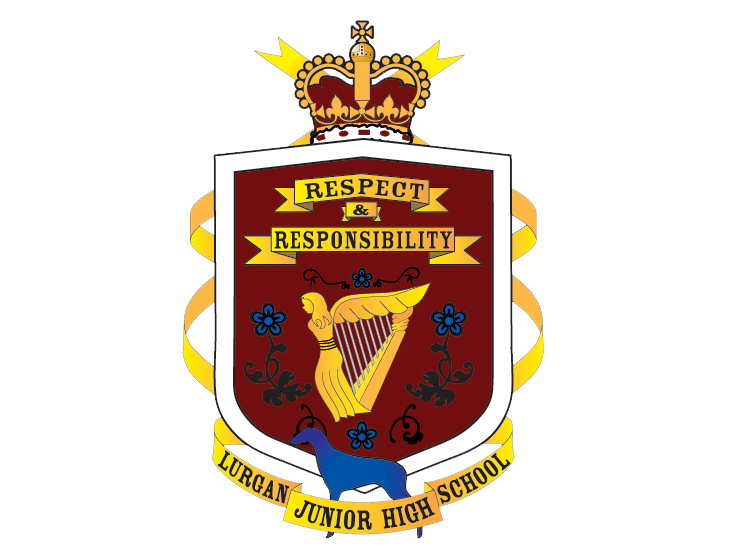 RESPECT
&
RESPONSIBILITY
LURGAN JUNIOR HIGH SCHOOL